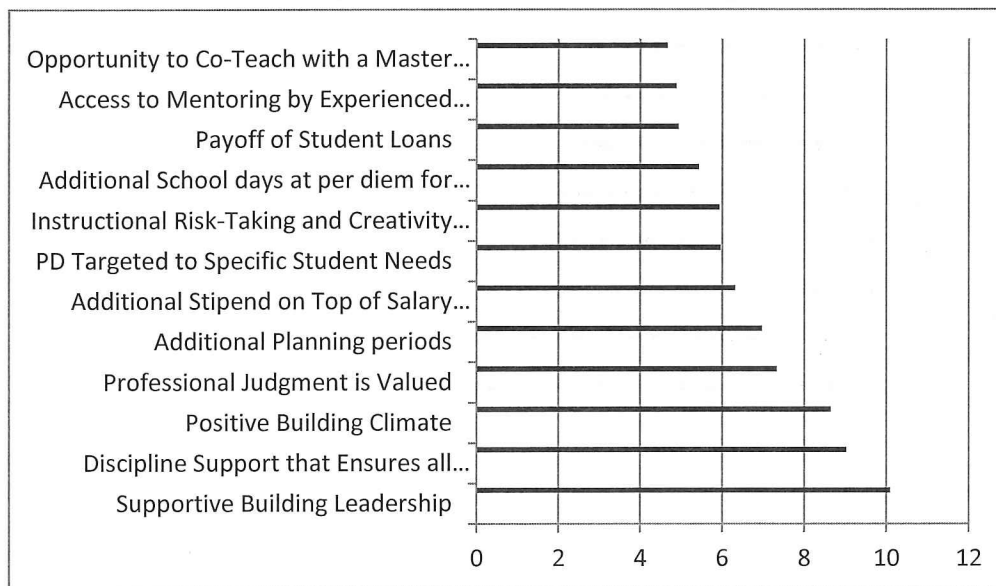 Opportunity to Co-Teach with a Master...
Access to Mentoring by Experienced...
Payoff of Student Loans
Additional School days at per diem for...
Instructional Risk-Taking and Creativity...
PD Targeted to Specific Student Needs
Additional Stipend on Top of Salary...
Additional Planning periods
Professional Judgment is Valued
Positive Building Climate
Discipline Support that Ensures all...
Supportive Building Leadership
0 2 4 6 8 10 12